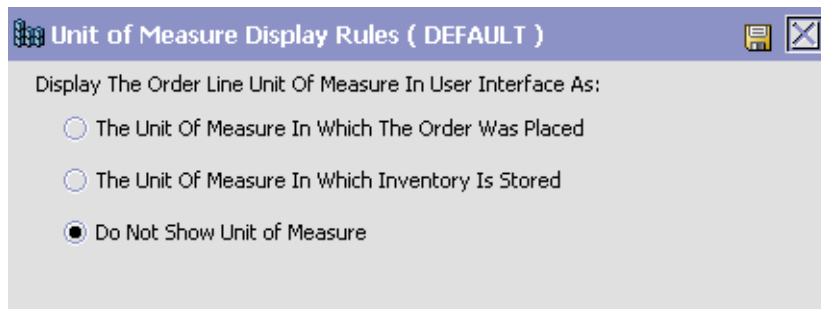 Unit of Measure Display Rules ( DEFAULT )
Display The Order Line Unit Of Measure In User Interface As:
The Unit Of Measure In Which The Order Was Placed
The Unit Of Measure In Which Inventory Is Stored
Do Not Show Unit of Measure